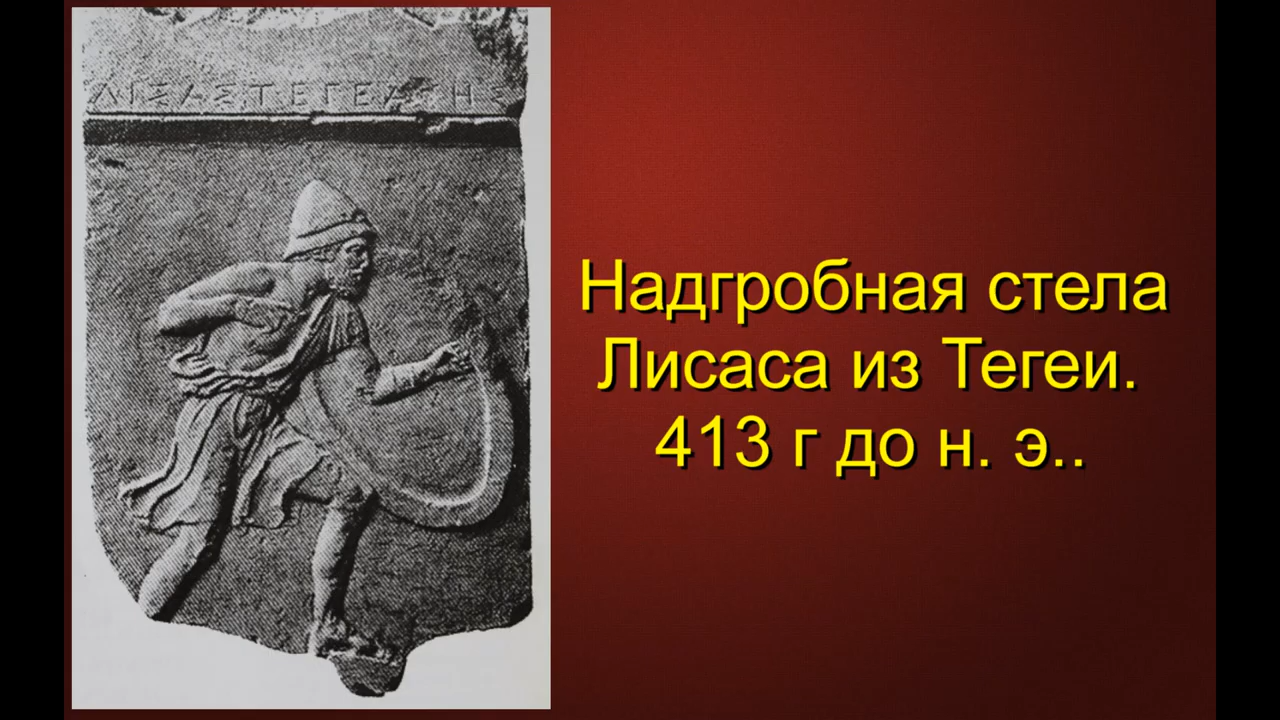 ΛΙΣΑΣ ΤΕΓΕΑΤΗΣ
Надгробная стела
Лисаса из Тегеи.
413 г до н. э..